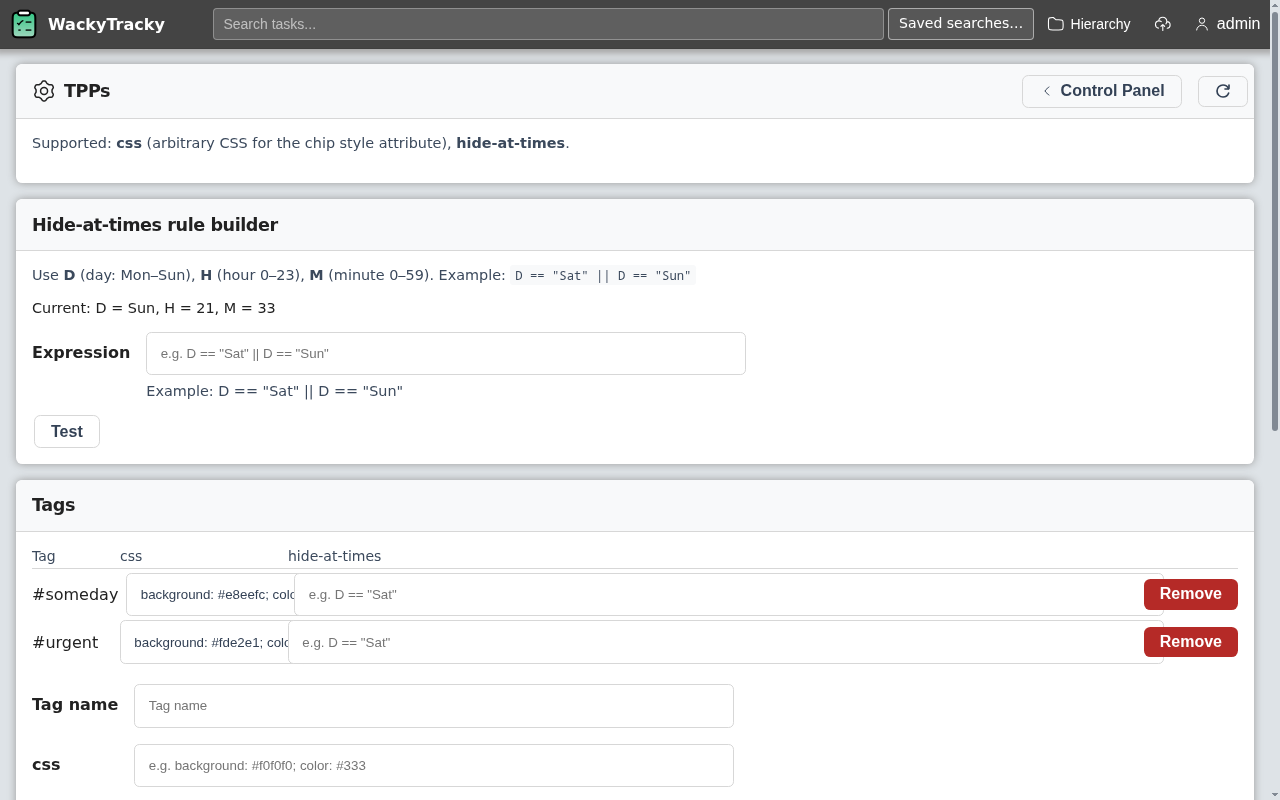 WackyTracky
Search tasks...
Saved searches...
Hierarchy
admin
TPPs
Control Panel
Supported: css (arbitrary CSS for the chip style attribute), hide-at-times.
Hide-at-times rule builder
Use D (day: Mon–Sun), H (hour 0–23), M (minute 0–59). Example: D == "Sat" || D == "Sun"
Current: D = Sun, H = 21, M = 33
Expression
e.g. D == "Sat" || D == "Sun"
Example: D == "Sat" || D == "Sun"
Test
Tags
Tag css hide-at-times
#someday background: #e8eefc; colo e.g. D == "Sat" Remove
#urgent background: #fde2e1; colo e.g. D == "Sat" Remove
Tag name
Tag name
css
e.g. background: #f0f0f0; color: #333